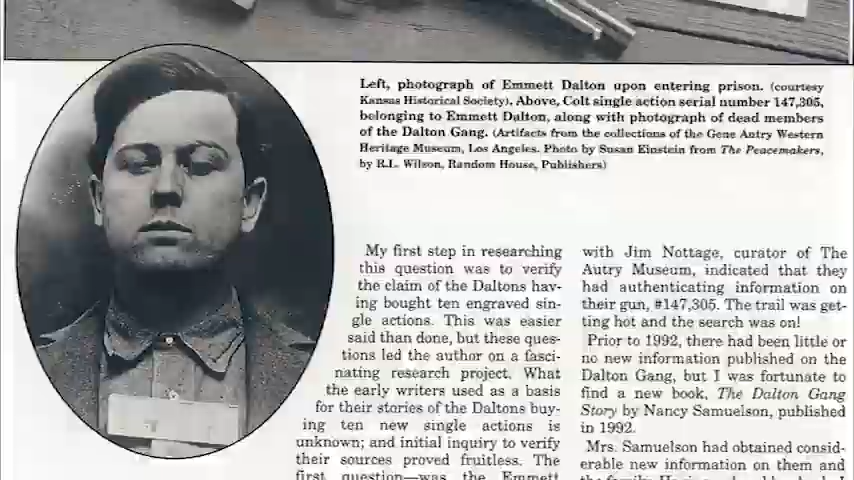 Left, photograph of Emmett Dalton upon entering prison. (courtesy
Kansas Historical Society). Above, Colt single action serial number 147,305,
belonging to Emmett Dalton, along with photograph of dead members
of the Dalton Gang. (Artifacts from the collections of the Gene Autry Western
Heritage Museum, Los Angeles. Photo by Susan Einstein from The Peacemakers,
by R.L. Wilson, Random House, Publishers)
My first step in researching
this question was to verify
the claim of the Daltons hav-
ing bought ten engraved sin-
gle actions. This was easier
said than done, but these ques-
tions led the author on a fasci-
nating research project. What
the early writers used as a basis
for their stories of the Daltons buy-
ing ten new single actions is
unknown; and initial inquiry to verify
their sources proved fruitless. The
first question—was the Emmett
with Jim Nottage, curator of The
Autry Museum, indicated that they
had authenticating information on
their gun, #147,305. The trail was get-
ting hot and the search was on!
Prior to 1992, there had been little or
no new information published on the
Dalton Gang, but I was fortunate to
find a new book, The Dalton Gang
Story by Nancy Samuelson, published
in 1992.
Mrs. Samuelson had obtained consid-
erable new information on them and